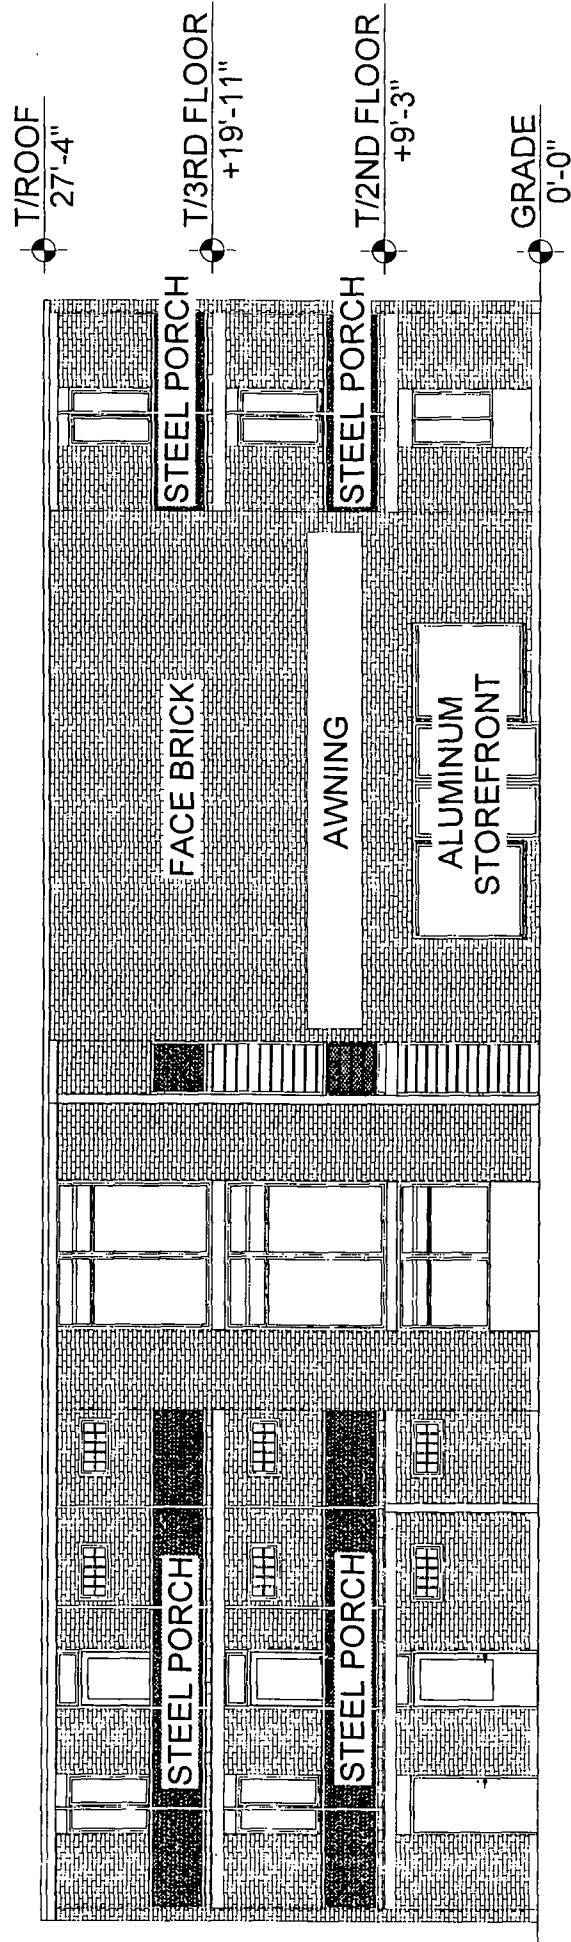 T/ROOF
27'-4"
T/3RD FLOOR
+19'-11"
T/2ND FLOOR
+9'-3"
GRADE
0'-0"
STEEL PORCH
FACE BRICK
STEEL PORCH
STEEL PORCH
AWNING
STEEL PORCH
ALUMINUM
STOREFRONT